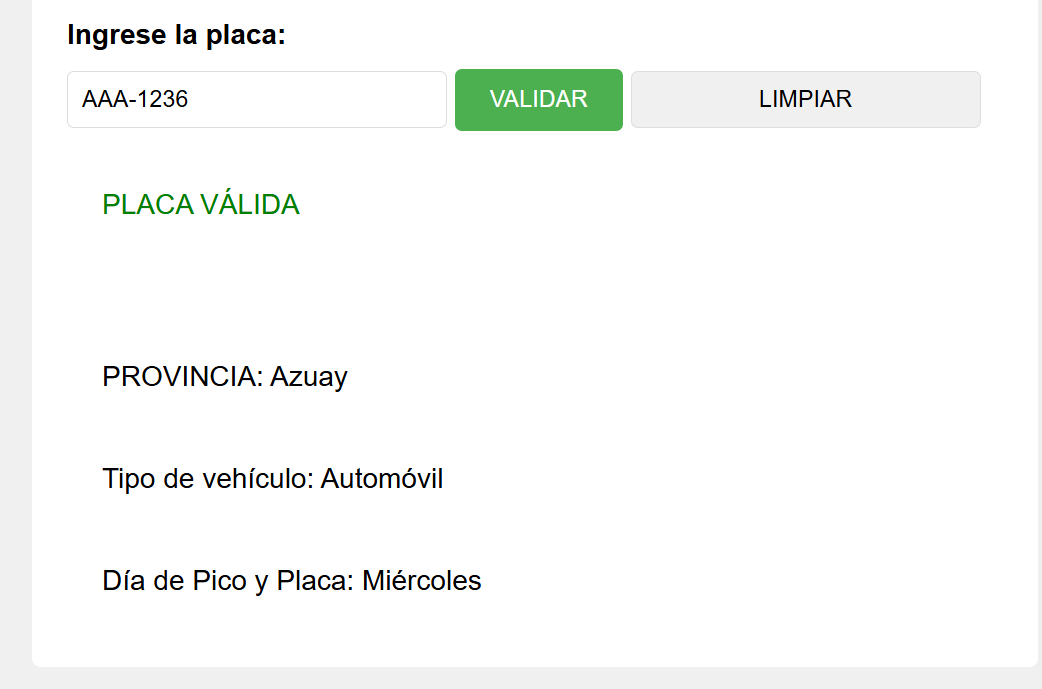 Ingrese la placa:
AAA-1236 VALIDAR LIMPIAR
PLACA VÁLIDA
PROVINCIA: Azuay
Tipo de vehículo: Automóvil
Día de Pico y Placa: Miércoles